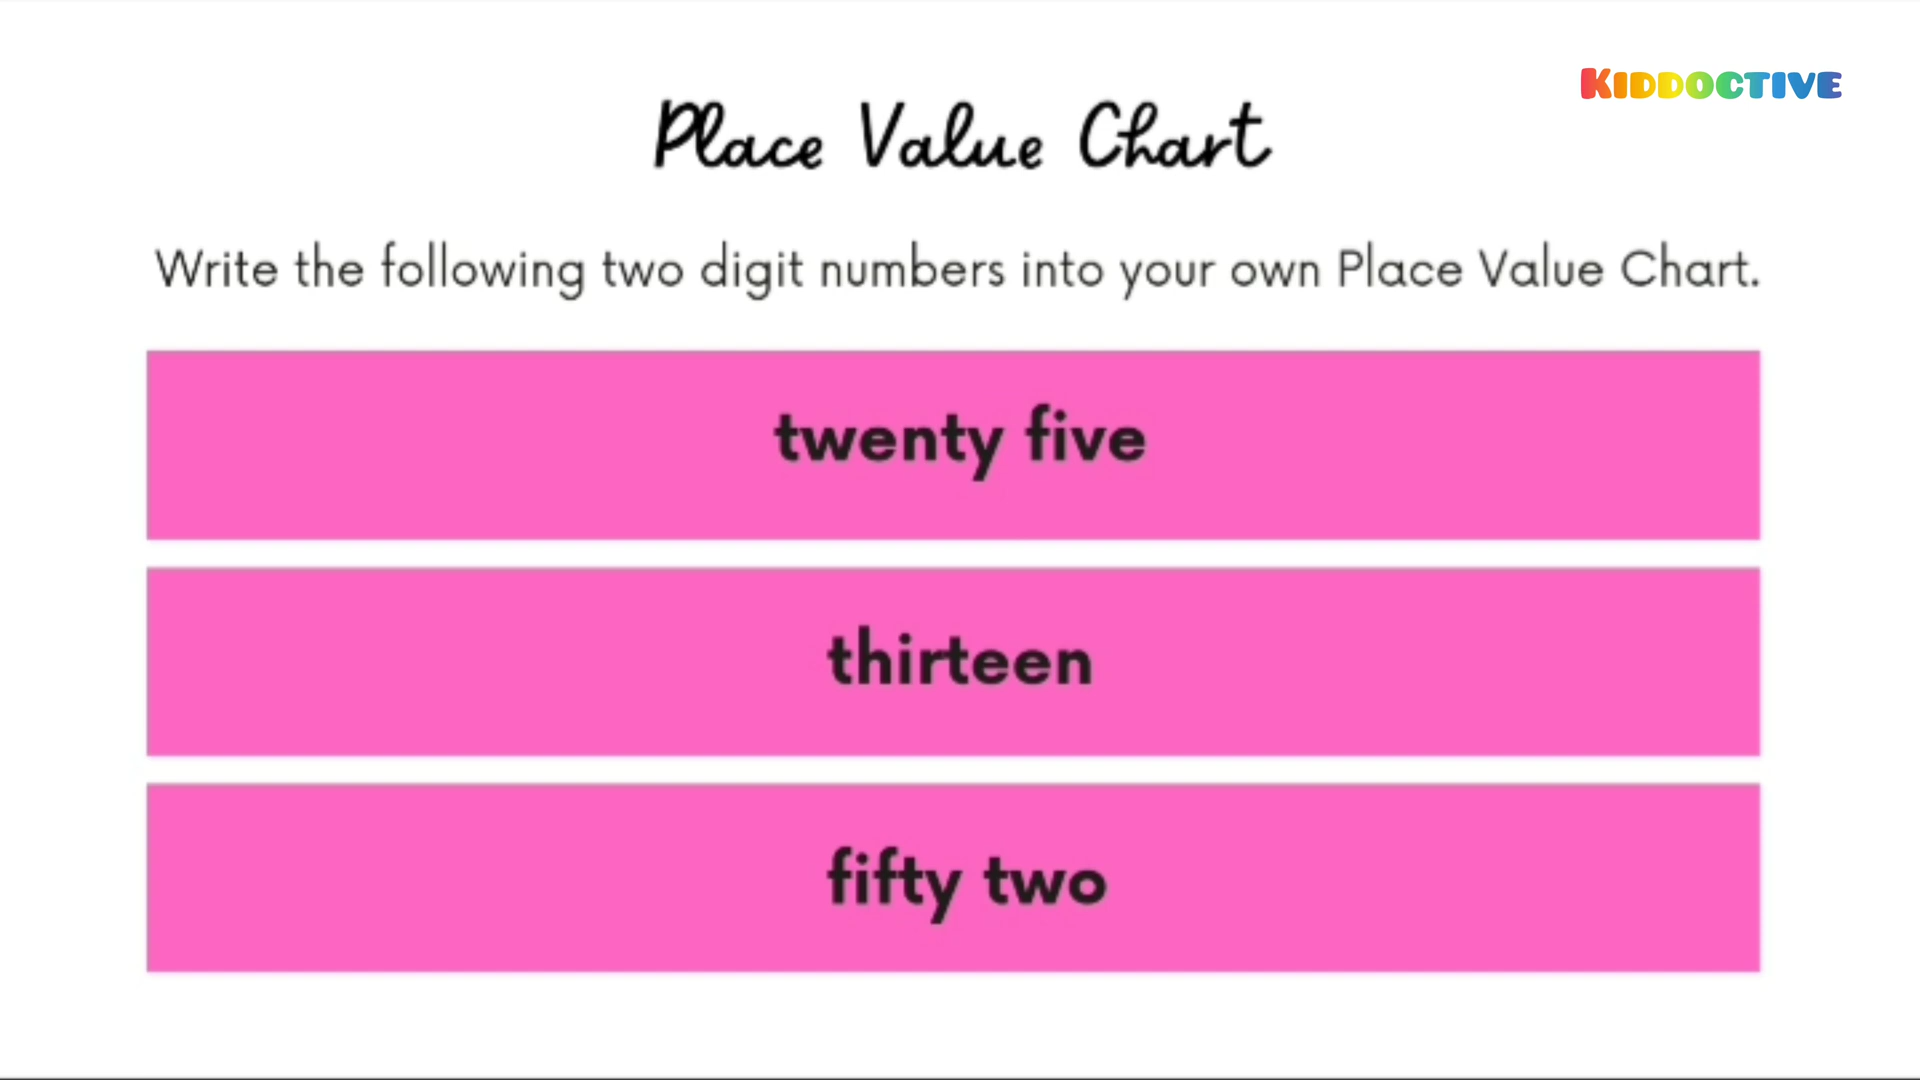 KIDDOCTIVE
Place Value Chart
Write the following two digit numbers into your own Place Value Chart.
twenty five
thirteen
fifty two